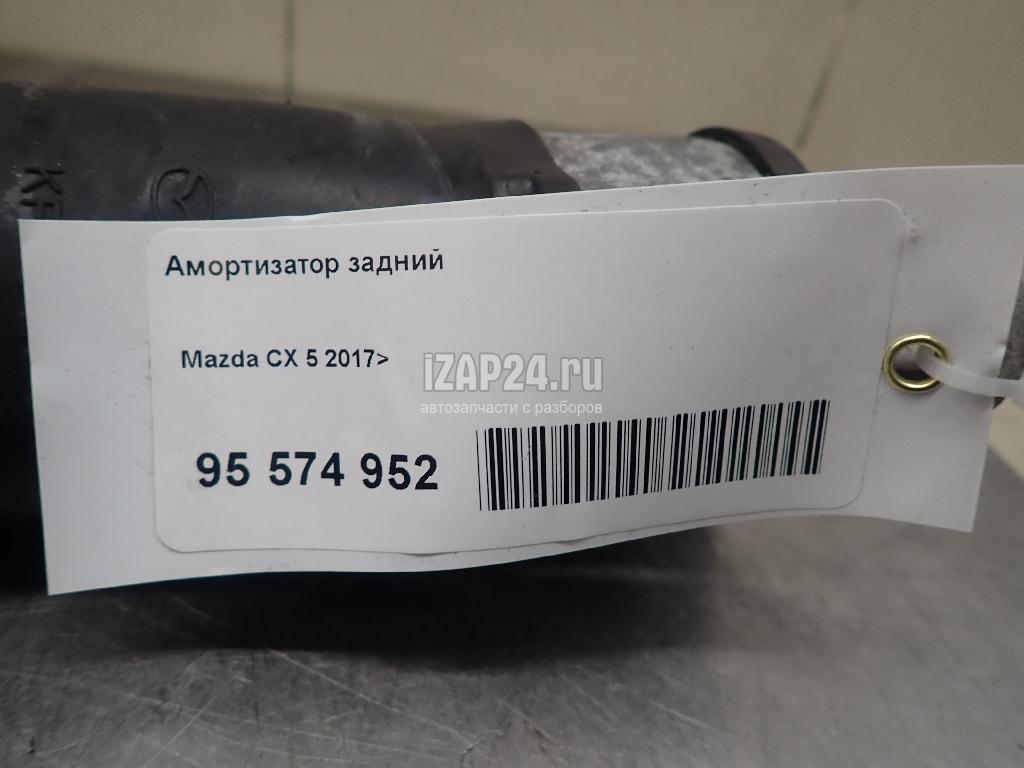 Амортизатор задний
Mazda CX 5 2017>
iZAP24.ru
автозапчасти с разборов
95 574 952